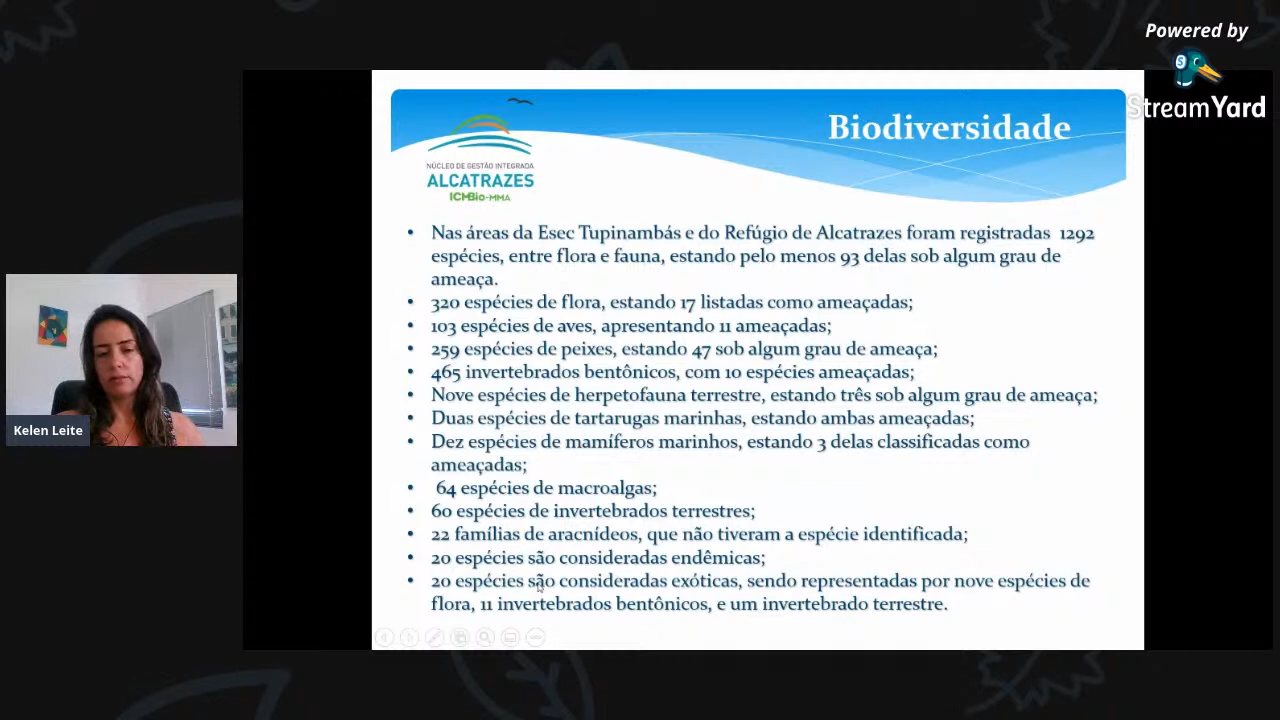 Powered by
StreamYard
Biodiversidade
NÚCLEO DE GESTÃO INTEGRADA
ALCATRAZES
ICMBio-MMA
• Nas áreas da Esec Tupinambás e do Refúgio de Alcatrazes foram registradas 1292
espécies, entre flora e fauna, estando pelo menos 93 delas sob algum grau de
ameaça.
• 320 espécies de flora, estando 17 listadas como ameaçadas;
• 103 espécies de aves, apresentando 11 ameaçadas;
• 259 espécies de peixes, estando 47 sob algum grau de ameaça;
• 465 invertebrados bentônicos, com 10 espécies ameaçadas;
• Nove espécies de herpetofauna terrestre, estando três sob algum grau de ameaça;
• Duas espécies de tartarugas marinhas, estando ambas ameaçadas;
• Dez espécies de mamíferos marinhos, estando 3 delas classificadas como
ameaçadas;
• 64 espécies de macroalgas;
• 60 espécies de invertebrados terrestres;
• 22 famílias de aracnídeos, que não tiveram a espécie identificada;
• 20 espécies são consideradas endêmicas;
• 20 espécies são consideradas exóticas, sendo representadas por nove espécies de
flora, 11 invertebrados bentônicos, e um invertebrado terrestre.
Kelen Leite